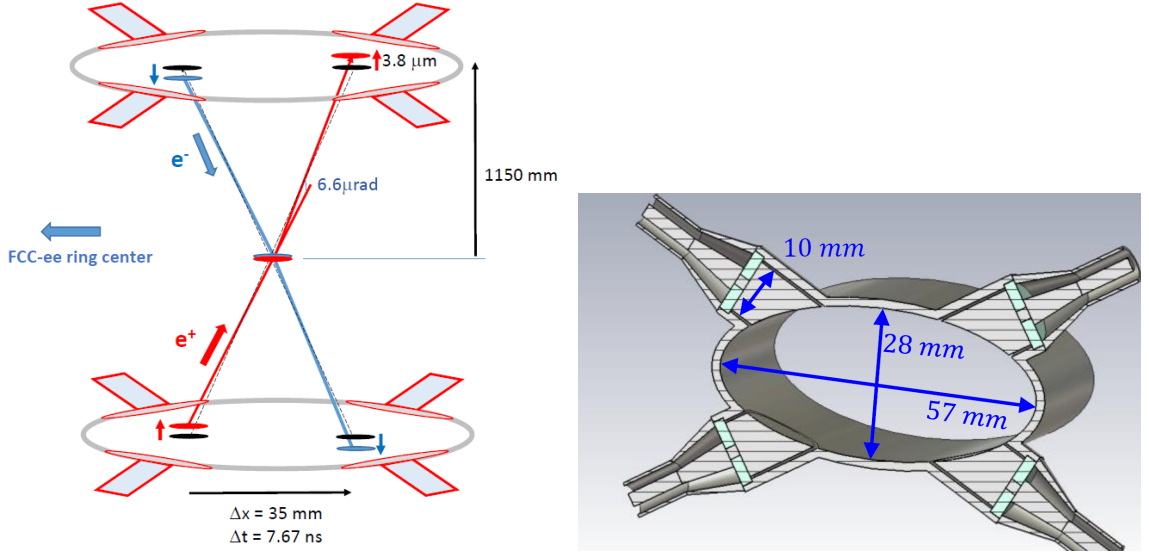 3.8 μm
e⁻
1150 mm
6.6μrad
FCC-ee ring center
e⁺
Δx = 35 mm
Δt = 7.67 ns
10 mm
28 mm
57 mm